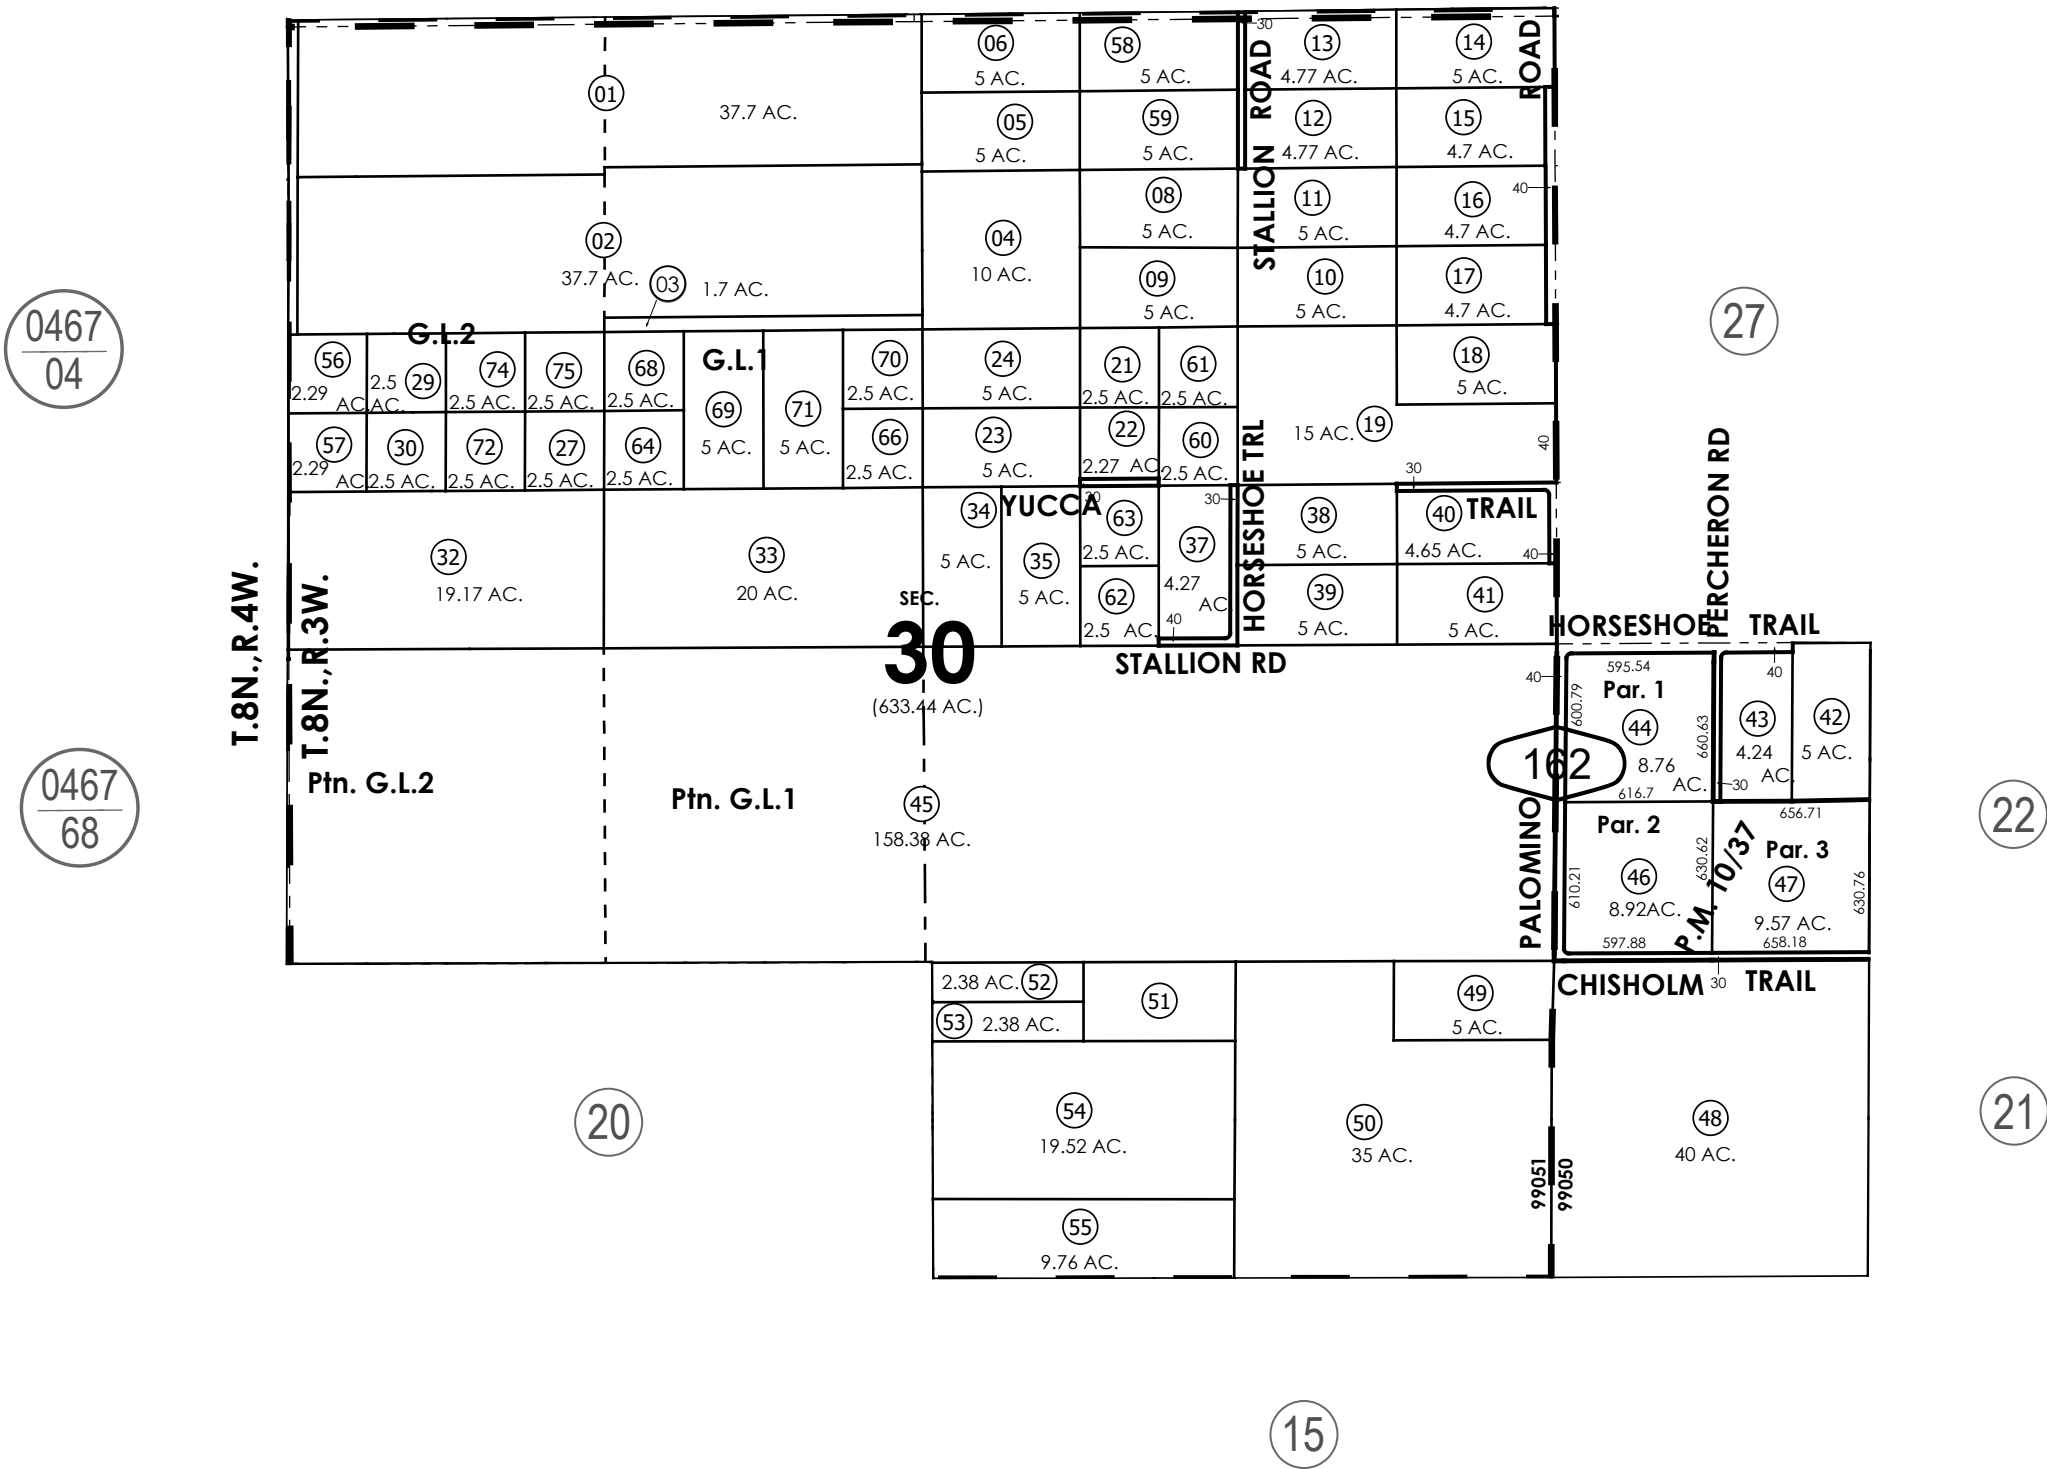 06
5 AC.
58
5 AC.
30
13
4.77 AC.
14
5 AC.
ROAD
01
37.7 AC.
05
5 AC.
59
5 AC.
STALLION ROAD
12
4.77 AC.
15
4.7 AC.
02
37.7 AC.
03
1.7 AC.
04
10 AC.
08
5 AC.
11
5 AC.
16
4.7 AC.
40
09
5 AC.
10
5 AC.
17
4.7 AC.
0467
04
27
G.L.2
G.L.1
56
2.29
AC.
2.5
29
AC.
74
2.5 AC.
75
2.5 AC.
68
2.5 AC.
69
5 AC.
71
5 AC.
70
2.5 AC.
24
5 AC.
21
2.5 AC.
61
2.5 AC.
18
5 AC.
57
2.29
AC.
30
2.5 AC.
72
2.5 AC.
27
2.5 AC.
64
2.5 AC.
66
2.5 AC.
23
5 AC.
22
2.27 AC.
60
2.5 AC.
HORSESHOE TRL
15 AC.
19
40
30
PERCHERON RD
T.8N.,R.4W.
T.8N.,R.3W.
32
19.17 AC.
33
20 AC.
34
5 AC.
YUCCA
30
35
5 AC.
63
2.5 AC.
62
2.5 AC.
30
37
4.27
AC.
40
38
5 AC.
40
TRAIL
4.65 AC.
40
39
5 AC.
41
5 AC.
SEC.
30
(633.44 AC.)
STALLION RD
HORSESHOE TRAIL
40
595.54
Par. 1
600.79
44
660.63
8.76
AC.
616.7
40
43
4.24
AC.
30
42
5 AC.
162
0467
68
Ptn. G.L.2
Ptn. G.L.1
45
158.38 AC.
PALOMINO
Par. 2
610.21
46
630.62
8.92AC.
597.88
P.M. 10/37
656.71
Par. 3
47
630.76
9.57 AC.
658.18
22
CHISHOLM
30
TRAIL
2.38 AC.
52
53
2.38 AC.
51
49
5 AC.
20
54
19.52 AC.
50
35 AC.
48
40 AC.
21
99051
99050
55
9.76 AC.
15